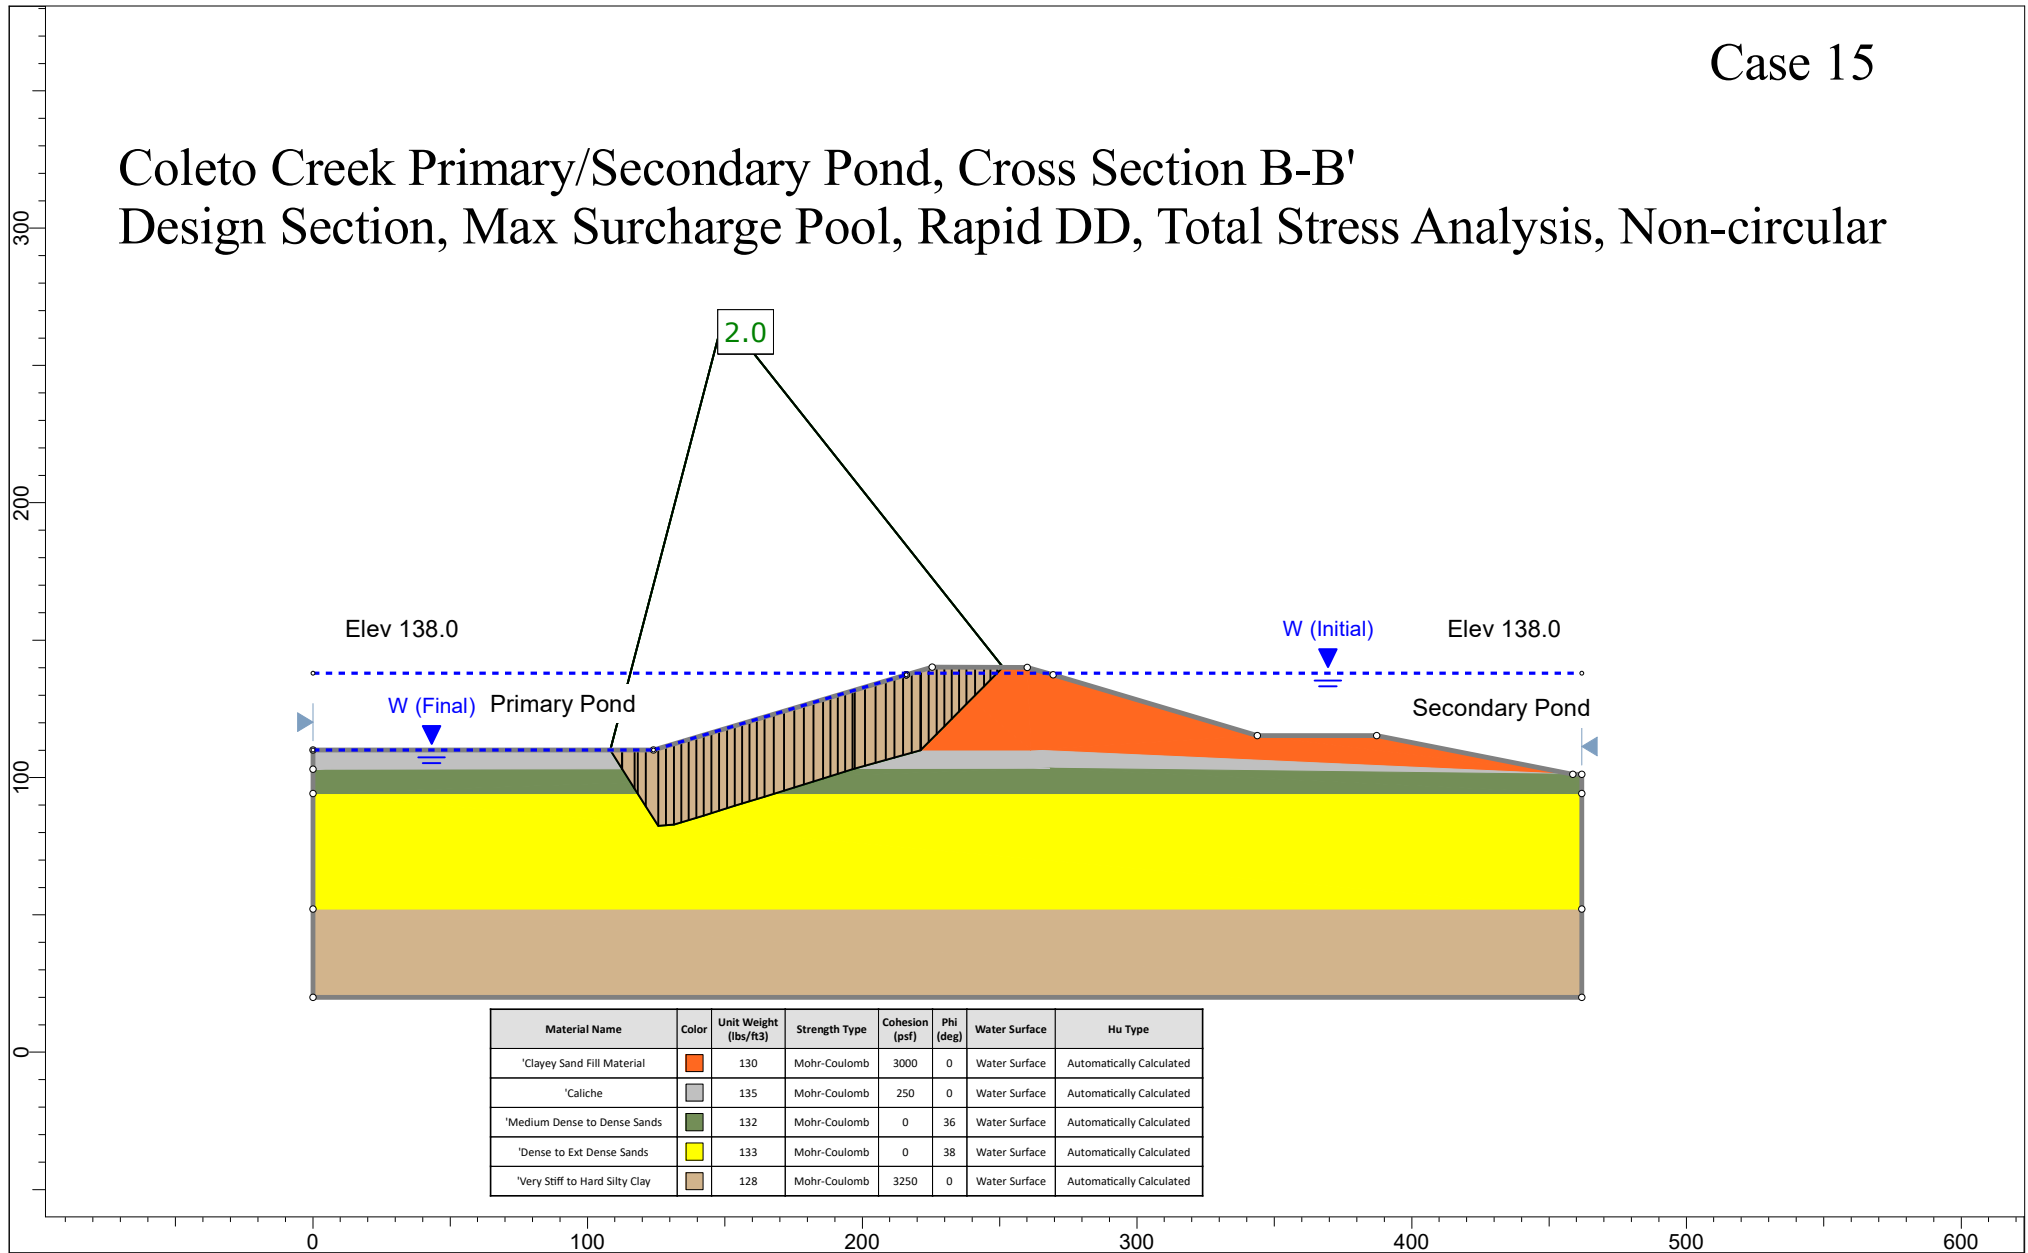 Case 15
Coleto Creek Primary/Secondary Pond, Cross Section B-B'
Design Section, Max Surcharge Pool, Rapid DD, Total Stress Analysis, Non-circular
300
2.0
200
Elev 138.0
W (Initial)
Elev 138.0
W (Final)
Primary Pond
Secondary Pond
100
0
Material Name Color Unit Weight (lbs/ft3) Strength Type Cohesion (psf) Phi (deg) Water Surface Hu Type
'Clayey Sand Fill Material 130 Mohr-Coulomb 3000 0 Water Surface Automatically Calculated
'Caliche 135 Mohr-Coulomb 250 0 Water Surface Automatically Calculated
'Medium Dense to Dense Sands 132 Mohr-Coulomb 0 36 Water Surface Automatically Calculated
'Dense to Ext Dense Sands 133 Mohr-Coulomb 0 38 Water Surface Automatically Calculated
'Very Stiff to Hard Silty Clay 128 Mohr-Coulomb 3250 0 Water Surface Automatically Calculated
0 100 200 300 400 500 600